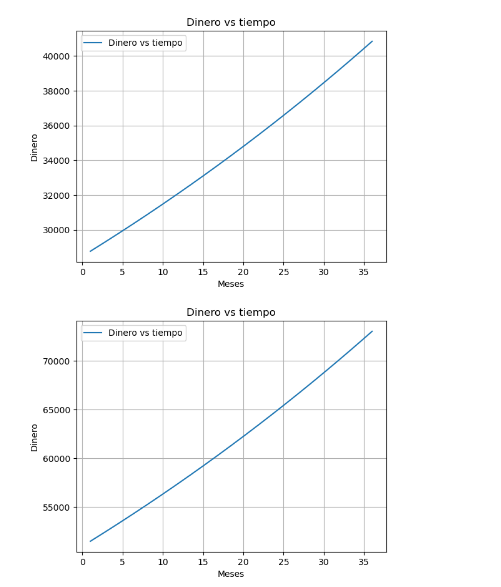 Dinero vs tiempo
Dinero vs tiempo
40000
38000
36000
34000
32000
30000
Dinero
0 5 10 15 20 25 30 35
Meses
Dinero vs tiempo
Dinero vs tiempo
70000
65000
60000
55000
Dinero
0 5 10 15 20 25 30 35
Meses